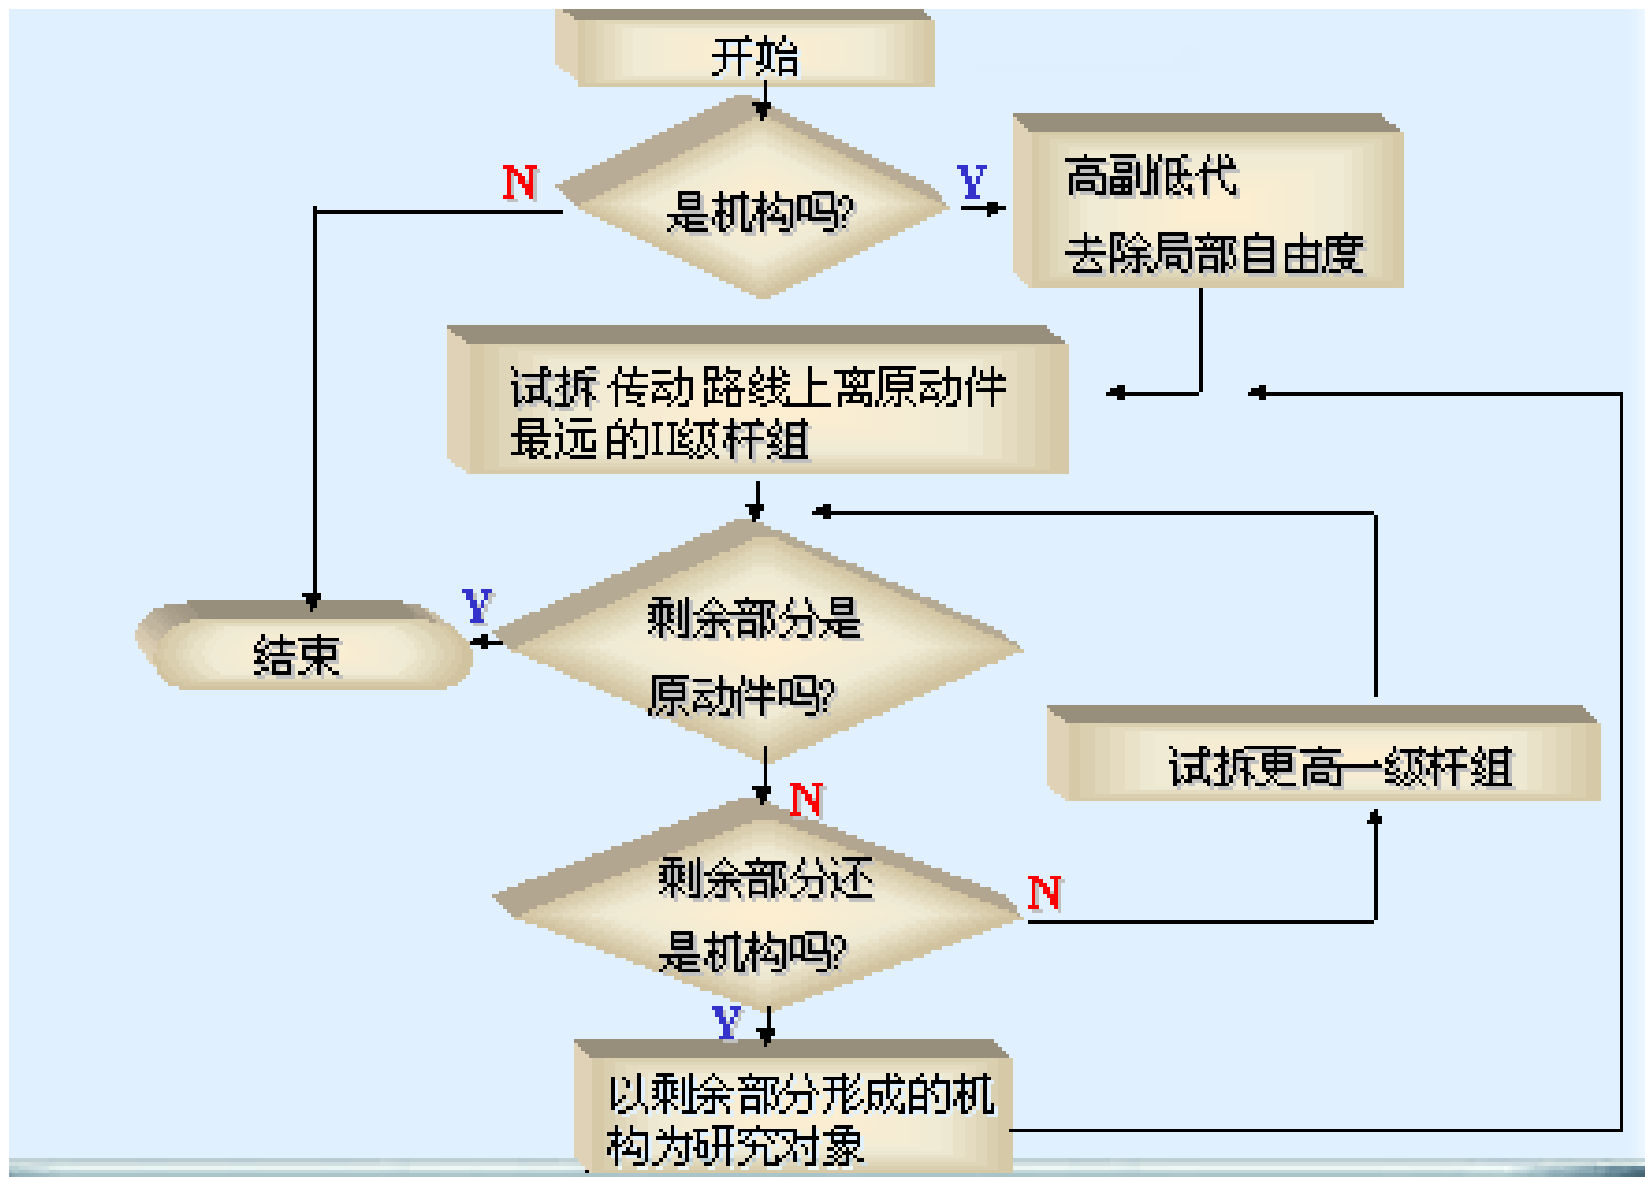 开始
是机构吗?
N
Y
高副低代
去除局部自由度
试拆传动路线上离原动件
最远的II级杆组
剩余部分是
原动件吗?
Y
结束
N
试拆更高一级杆组
剩余部分还
是机构吗?
N
Y
以剩余部分形成的机
构为研究对象